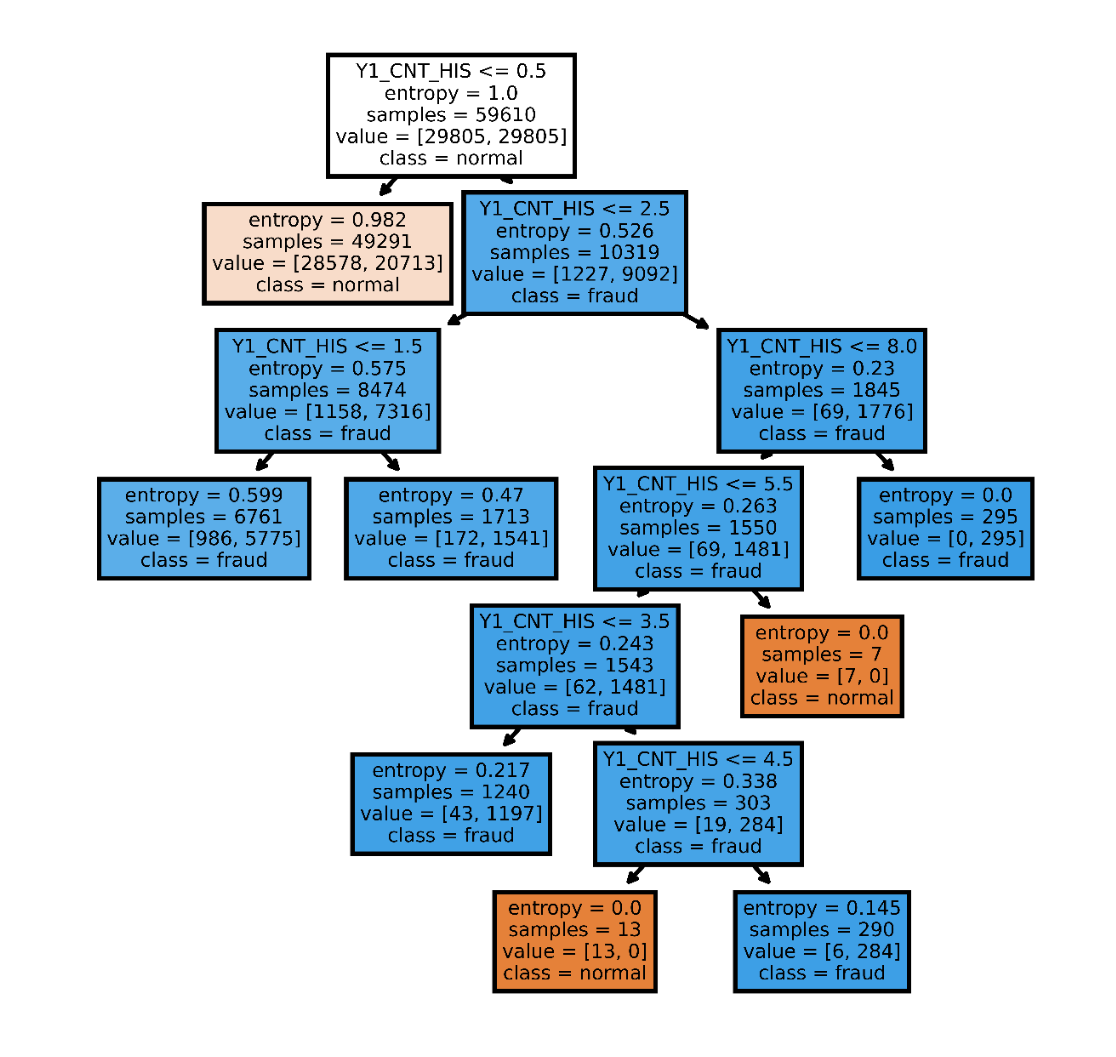 Y1_CNT_HIS <= 0.5
entropy = 1.0
samples = 59610
value = [29805, 29805]
class = normal
entropy = 0.982
samples = 49291
value = [28578, 20713]
class = normal
Y1_CNT_HIS <= 2.5
entropy = 0.526
samples = 10319
value = [1227, 9092]
class = fraud
Y1_CNT_HIS <= 1.5
entropy = 0.575
samples = 8474
value = [1158, 7316]
class = fraud
Y1_CNT_HIS <= 8.0
entropy = 0.23
samples = 1845
value = [69, 1776]
class = fraud
entropy = 0.599
samples = 6761
value = [986, 5775]
class = fraud
entropy = 0.47
samples = 1713
value = [172, 1541]
class = fraud
Y1_CNT_HIS <= 5.5
entropy = 0.263
samples = 1550
value = [69, 1481]
class = fraud
entropy = 0.0
samples = 295
value = [0, 295]
class = fraud
Y1_CNT_HIS <= 3.5
entropy = 0.243
samples = 1543
value = [62, 1481]
class = fraud
entropy = 0.0
samples = 7
value = [7, 0]
class = normal
entropy = 0.217
samples = 1240
value = [43, 1197]
class = fraud
Y1_CNT_HIS <= 4.5
entropy = 0.338
samples = 303
value = [19, 284]
class = fraud
entropy = 0.0
samples = 13
value = [13, 0]
class = normal
entropy = 0.145
samples = 290
value = [6, 284]
class = fraud